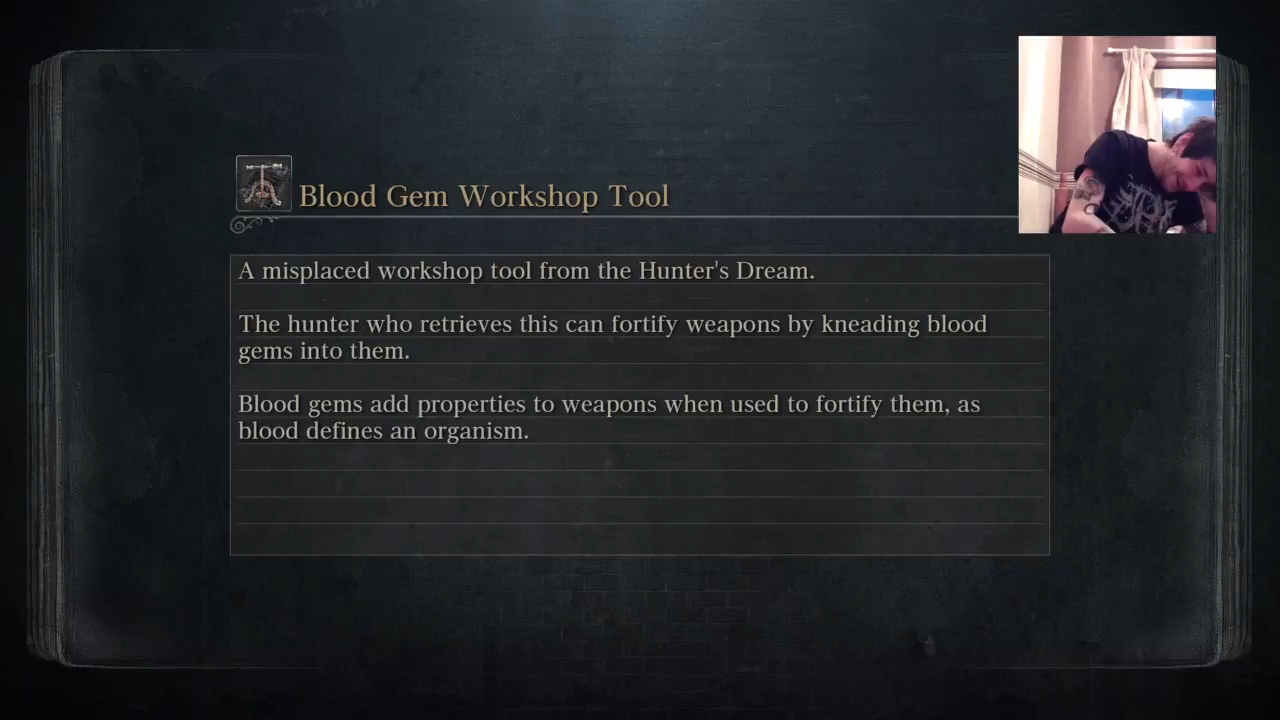 Blood Gem Workshop Tool
A misplaced workshop tool from the Hunter's Dream.
The hunter who retrieves this can fortify weapons by kneading blood
gems into them.
Blood gems add properties to weapons when used to fortify them, as
blood defines an organism.